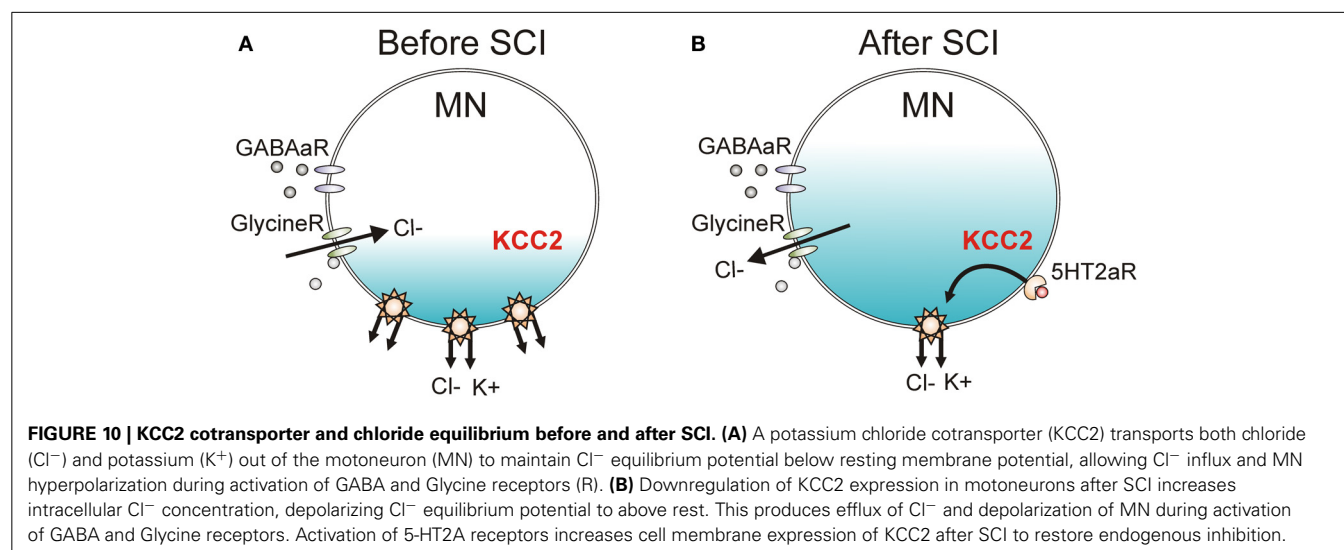 A Before SCI
MN
GABAaR
GlycineR
Cl-
KCC2
Cl- K+
B After SCI
MN
GABAaR
GlycineR
Cl-
KCC2
5HT2aR
Cl- K+
FIGURE 10 | KCC2 cotransporter and chloride equilibrium before and after SCI. (A) A potassium chloride cotransporter (KCC2) transports both chloride
(Cl⁻) and potassium (K⁺) out of the motoneuron (MN) to maintain Cl⁻ equilibrium potential below resting membrane potential, allowing Cl⁻ influx and MN
hyperpolarization during activation of GABA and Glycine receptors (R). (B) Downregulation of KCC2 expression in motoneurons after SCI increases
intracellular Cl⁻ concentration, depolarizing Cl⁻ equilibrium potential to above rest. This produces efflux of Cl⁻ and depolarization of MN during activation
of GABA and Glycine receptors. Activation of 5-HT2A receptors increases cell membrane expression of KCC2 after SCI to restore endogenous inhibition.